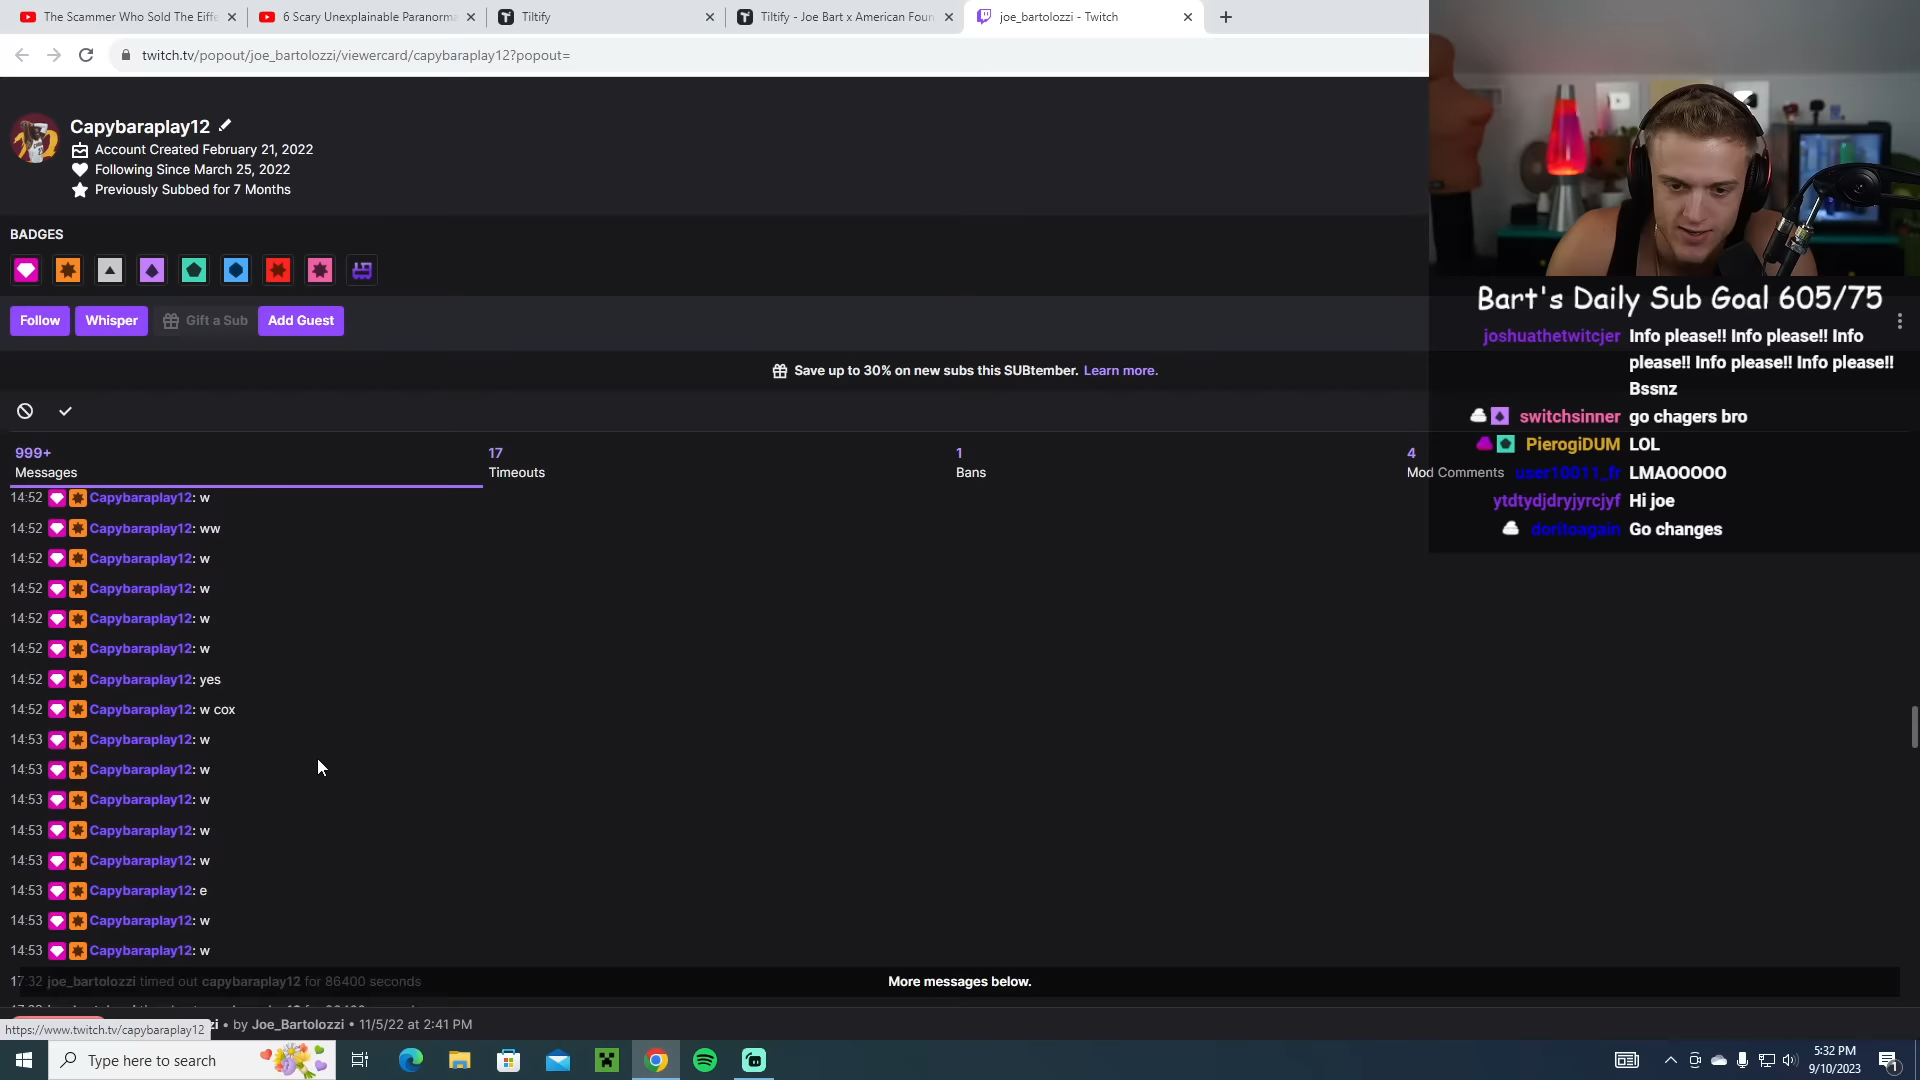 The Scammer Who Sold The Eiffe
6 Scary Unexplainable Paranorma
Tiltify
Tiltify - Joe Bart x American Foun
joe_bartolozzi - Twitch
twitch.tv/popout/joe_bartolozzi/viewercard/capybaraplay12?popout=
Capybaraplay12
Account Created February 21, 2022
Following Since March 25, 2022
Previously Subbed for 7 Months
BADGES
Follow
Whisper
Gift a Sub
Add Guest
Save up to 30% on new subs this SUBtember. Learn more.
999+
Messages
17
Timeouts
1
Bans
4
Mod Comments
14:52 Capybaraplay12: w
14:52 Capybaraplay12: ww
14:52 Capybaraplay12: w
14:52 Capybaraplay12: w
14:52 Capybaraplay12: w
14:52 Capybaraplay12: w
14:52 Capybaraplay12: yes
14:52 Capybaraplay12: w cox
14:53 Capybaraplay12: w
14:53 Capybaraplay12: w
14:53 Capybaraplay12: w
14:53 Capybaraplay12: w
14:53 Capybaraplay12: w
14:53 Capybaraplay12: e
14:53 Capybaraplay12: w
14:53 Capybaraplay12: w
17:32 joe_bartolozzi timed out capybaraplay12 for 86400 seconds
More messages below.
zi • by Joe_Bartolozzi • 11/5/22 at 2:41 PM
https://www.twitch.tv/capybaraplay12
Bart's Daily Sub Goal 605/75
joshuathetwitcjer Info please!! Info please!! Info
please!! Info please!! Info please!!
Bssnz
switchsinner go chagers bro
PierogiDUM LOL
user10011_fr LMAOOOOO
ytdtydjdryjyrcjyf Hi joe
doritoagain Go changes
Type here to search
5:32 PM
9/10/2023
1